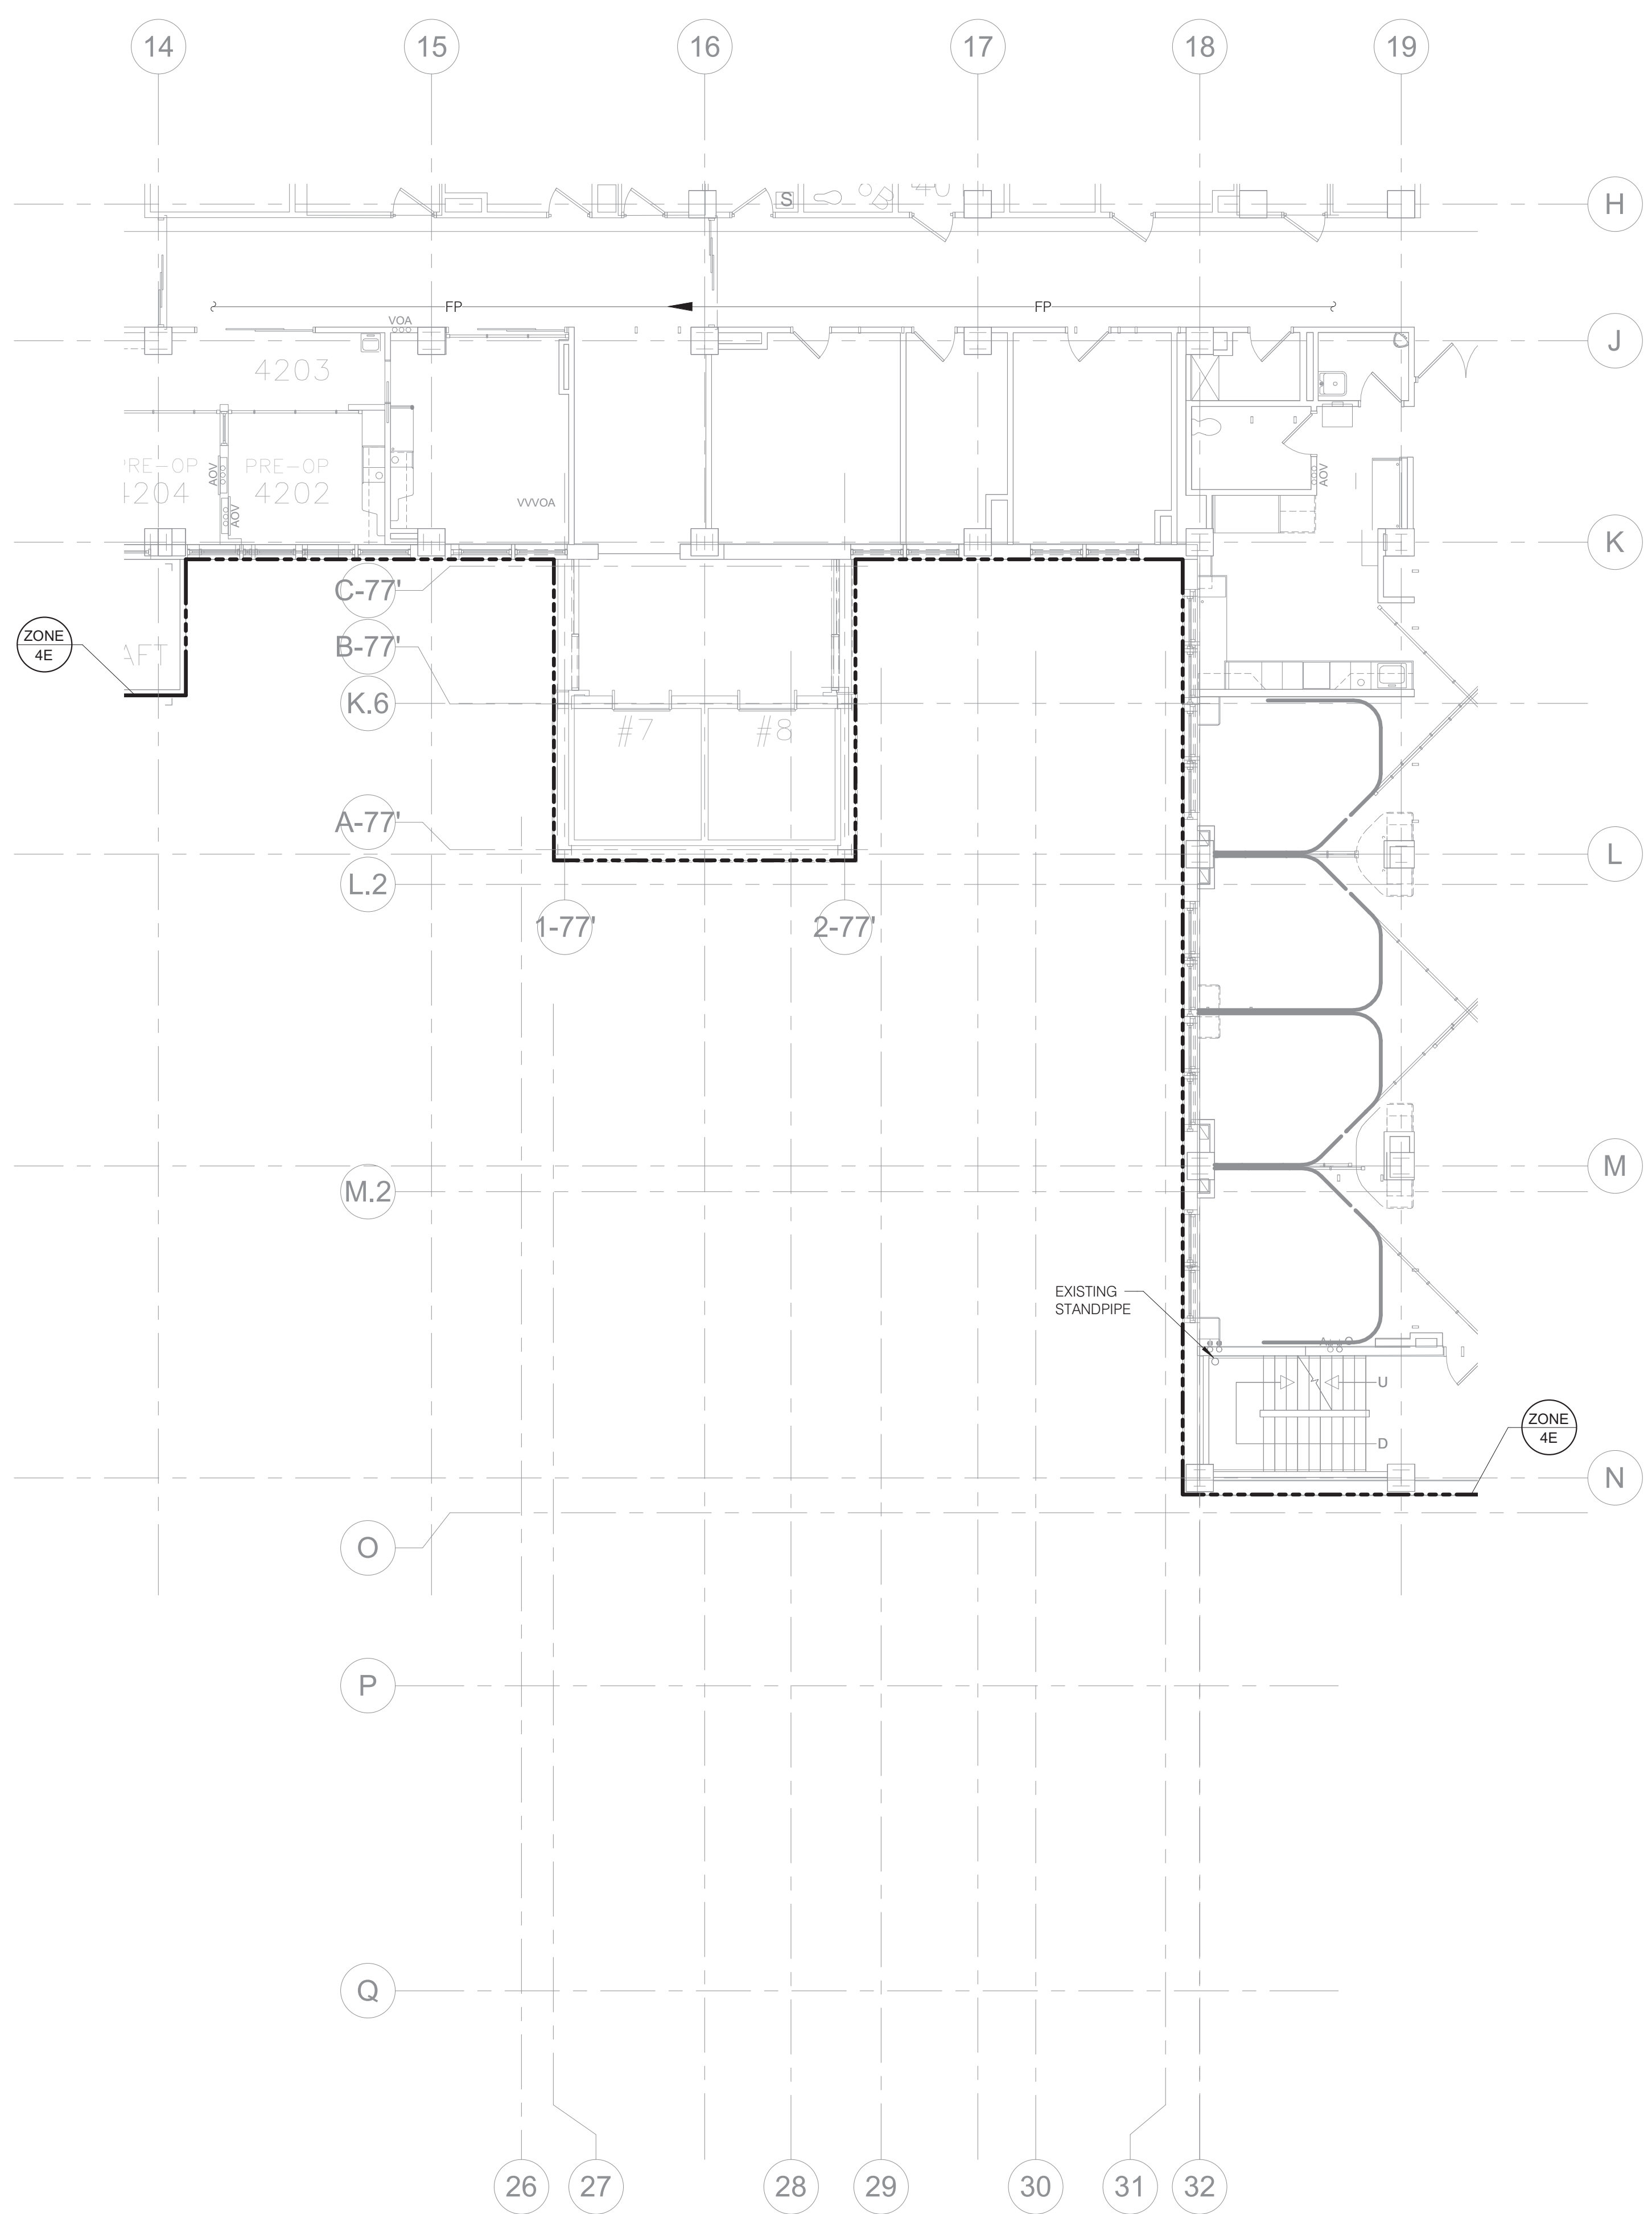 14
15
16
17
18
19
H
S
FP
FP
J
VOA
4203
PRE-OP
4204
PRE-OP
4202
AOV
AOV
VVVOA
AOV
K
C-77'
ZONE
4E
AFT
B-77'
K.6
#7
#8
A-77'
L
L.2
1-77'
2-77'
M
M.2
EXISTING
STANDPIPE
U
D
ZONE
4E
N
O
P
Q
26
27
28
29
30
31
32